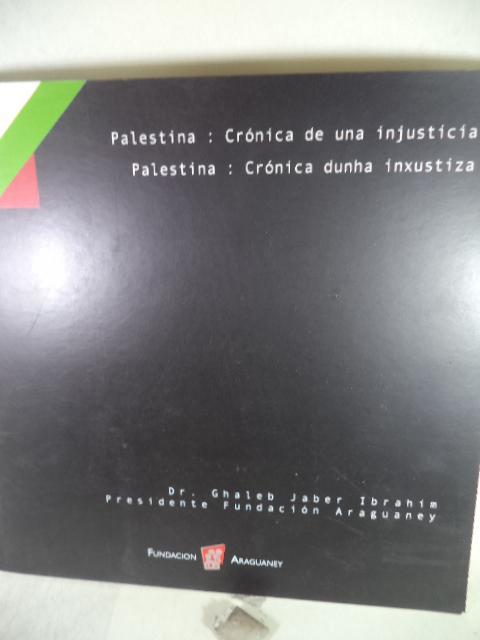 Palestina : Crónica de una injusticia
Palestina : Crónica dunha inxustiza
Dr. Ghaleb Jaber Ibrahim
Presidente Fundación Araguaney
FUNDACION ARAGUANEY